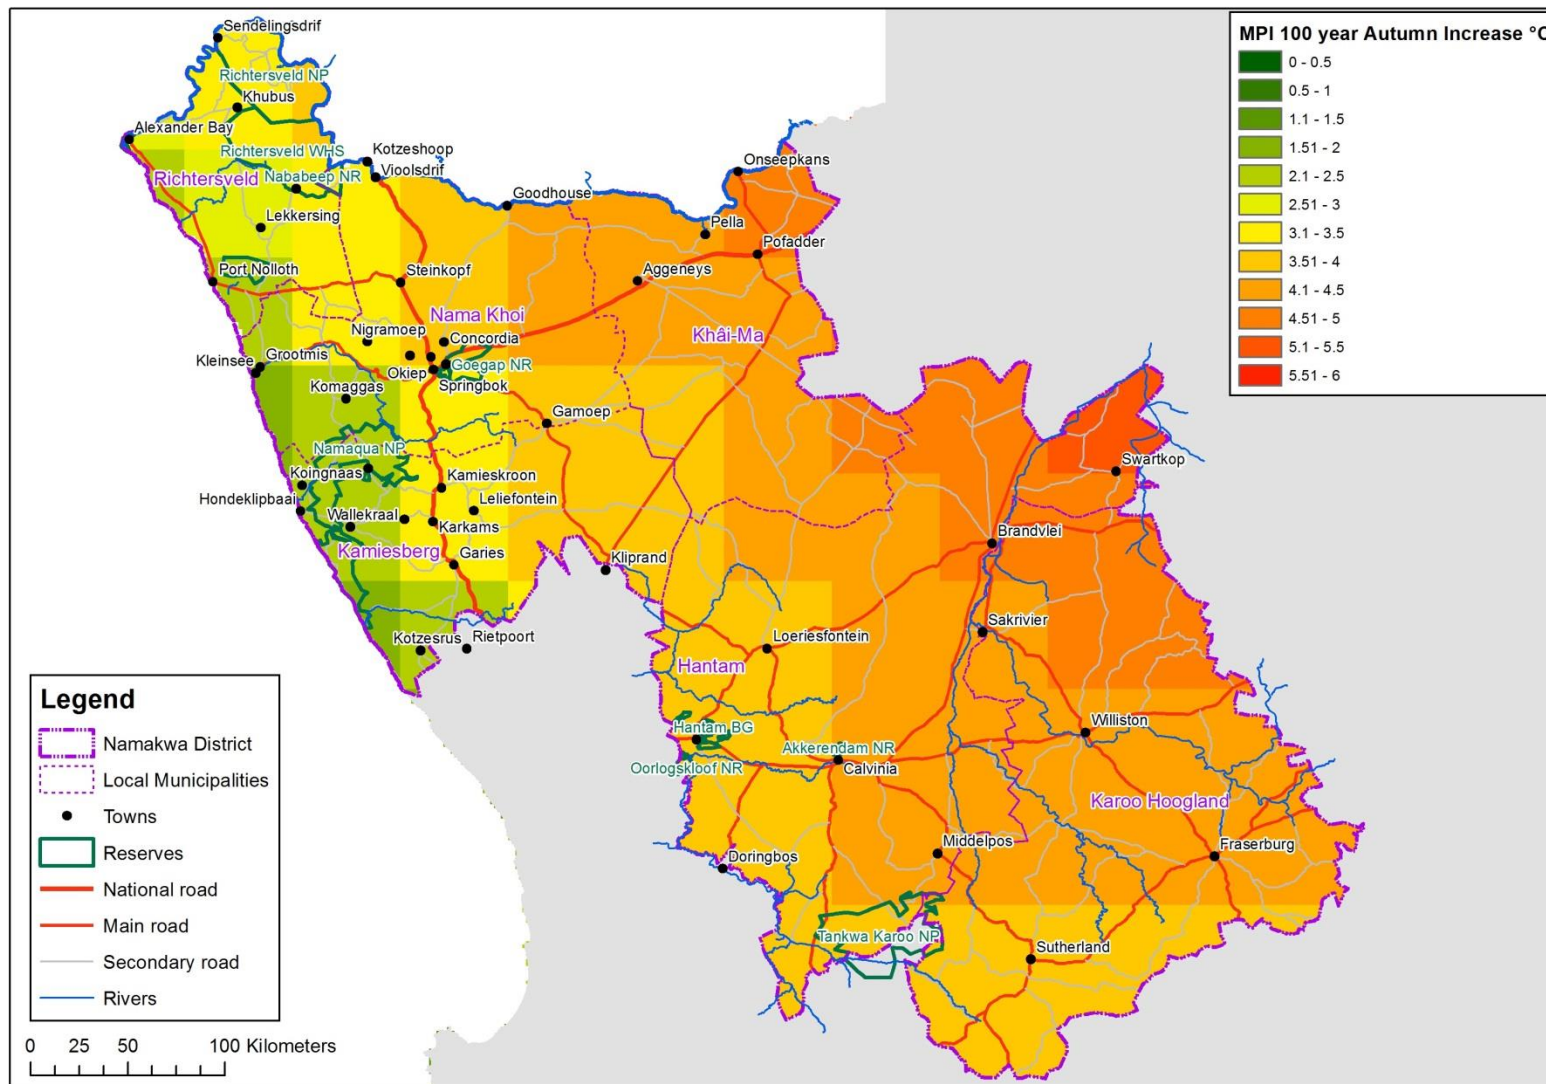 MPI 100 year Autumn Increase °C
0 - 0.5
0.5 - 1
1.1 - 1.5
1.51 - 2
2.1 - 2.5
2.51 - 3
3.1 - 3.5
3.51 - 4
4.1 - 4.5
4.51 - 5
5.1 - 5.5
5.51 - 6
Sendelingsdrif
Richtersveld NP
Khubus
Alexander Bay
Richtersveld WHS
Kotzeshoop
Vioolsdrif
Richtersveld
Nababeep NR
Onseepkans
Goodhouse
Lekkersing
Pella
Pofadder
Port Nolloth
Steinkopf
Aggeneys
Nama Khoi
Khâi-Ma
Nigramoep
Concordia
Kleinsee
Grootmis
Okiep
Goegap NR
Springbok
Komaggas
Gamoep
Namaqua NP
Koingnaas
Kamieskroon
Swartkop
Hondeklipbaai
Wallekraal
Leliefontein
Karkams
Kamiesberg
Garies
Kliprand
Brandvlei
Kotzesrus
Rietpoort
Loeriesfontein
Sakrivier
Hantam
Hantam BG
Williston
Oorlogskloof NR
Akkerendam NR
Calvinia
Karoo Hoogland
Doringbos
Middelpos
Fraserburg
Tankwa Karoo NP
Sutherland
Legend
Namakwa District
Local Municipalities
Towns
Reserves
National road
Main road
Secondary road
Rivers
0 25 50 100 Kilometers